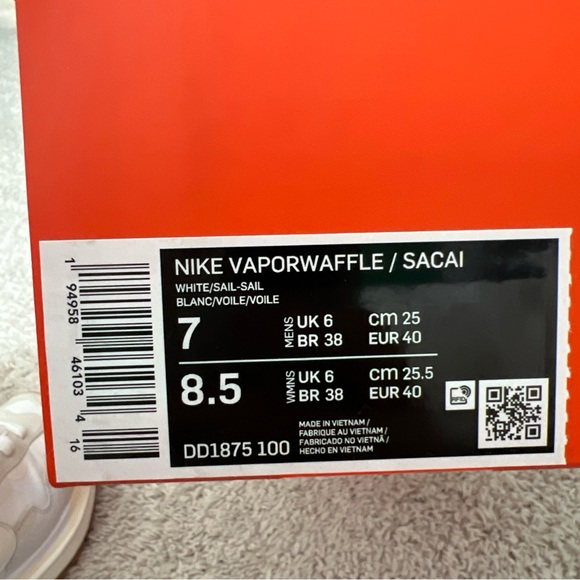 1 94958 46103 4 16
NIKE VAPORWAFFLE / SACAI
WHITE/SAIL-SAIL
BLANC/VOILE/VOILE
7 MENS UK 6 cm 25
BR 38 EUR 40
8.5 WMNS UK 6 cm 25.5
BR 38 EUR 40
RFID
DD1875 100
MADE IN VIETNAM /
FABRIQUE AU VIETNAM /
FABRICADO NO VIETNÃ /
HECHO EN VIETNAM